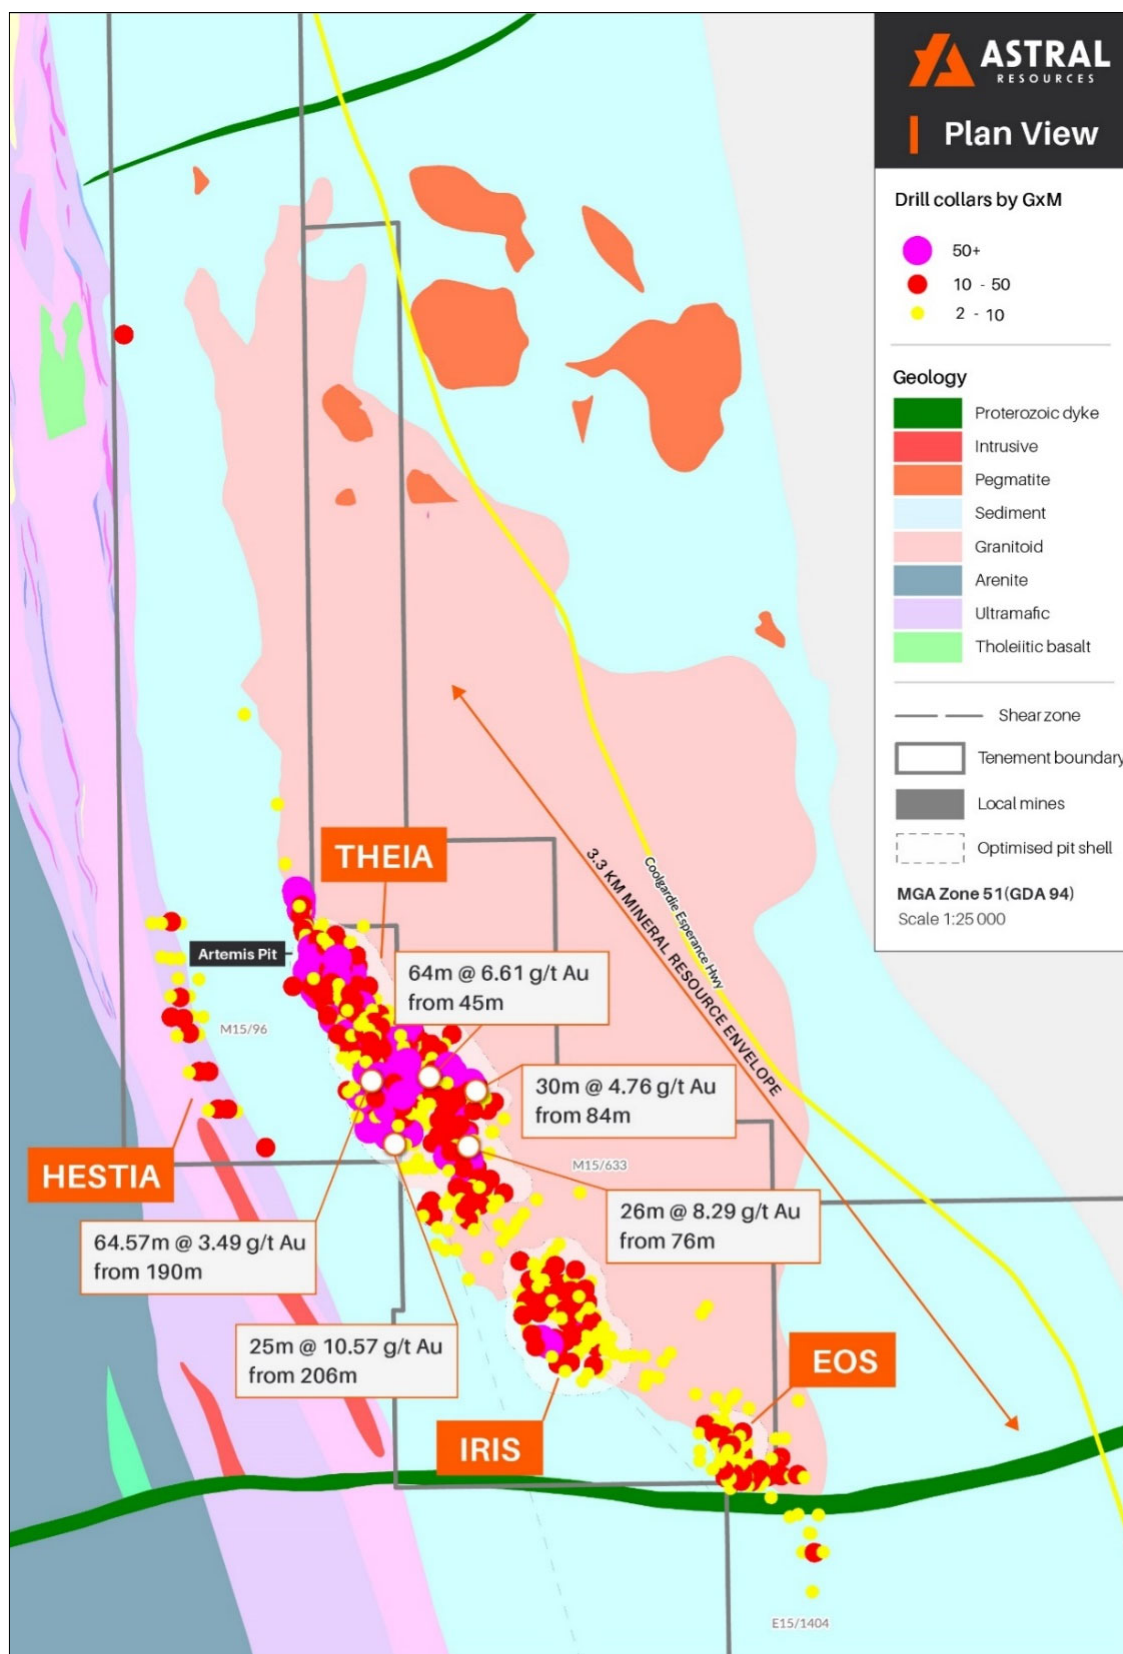 ASTRAL
RESOURCES
Plan View
Drill collars by GxM
50+
10 - 50
2 - 10
Geology
Proterozoic dyke
Intrusive
Pegmatite
Sediment
Granitoid
Arenite
Ultramafic
Tholeiitic basalt
Shear zone
Tenement boundary
Local mines
Optimised pit shell
MGA Zone 51 (GDA 94)
Scale 1:25 000
THEIA
3.3 KM MINERAL RESOURCE ENVELOPE
Coolgardie Esperance Hwy
Artemis Pit
64m @ 6.61 g/t Au
from 45m
M15/96
30m @ 4.76 g/t Au
from 84m
HESTIA
M15/633
26m @ 8.29 g/t Au
from 76m
64.57m @ 3.49 g/t Au
from 190m
25m @ 10.57 g/t Au
from 206m
EOS
IRIS
E15/1404